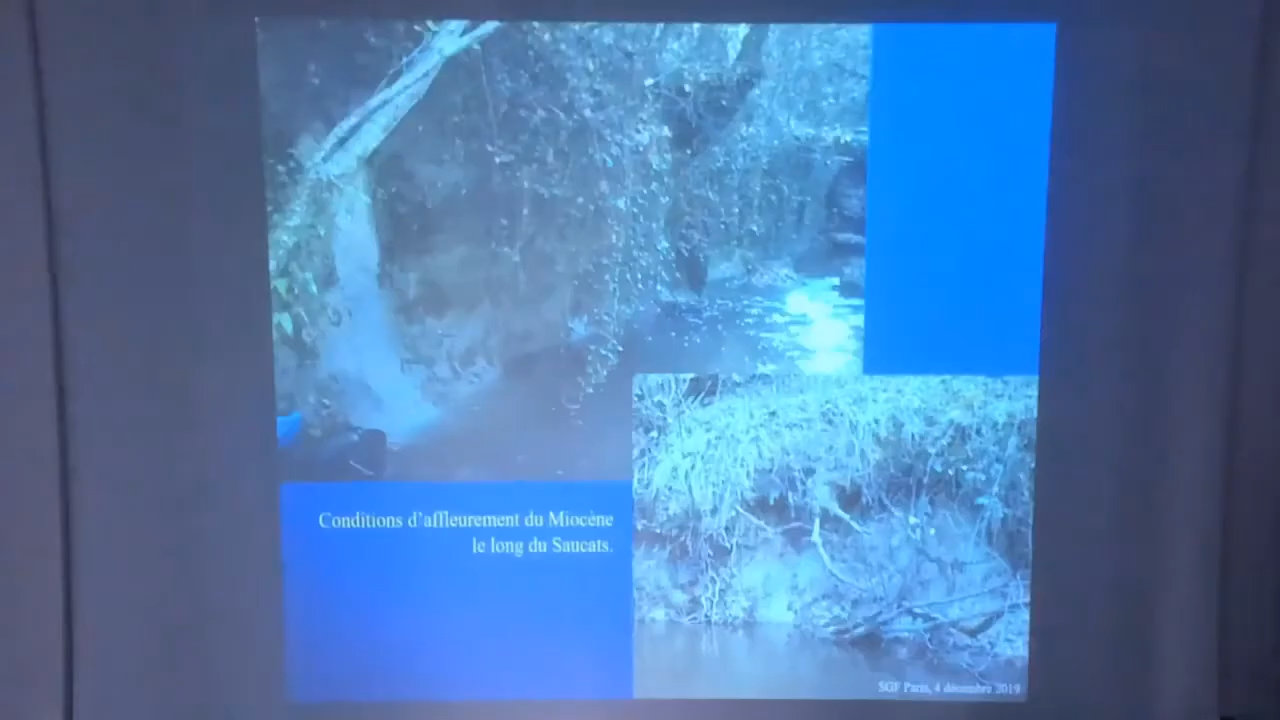 Conditions d'affleurement du Miocène
le long du Saucats.
SGF Paris, 4 décembre 2019